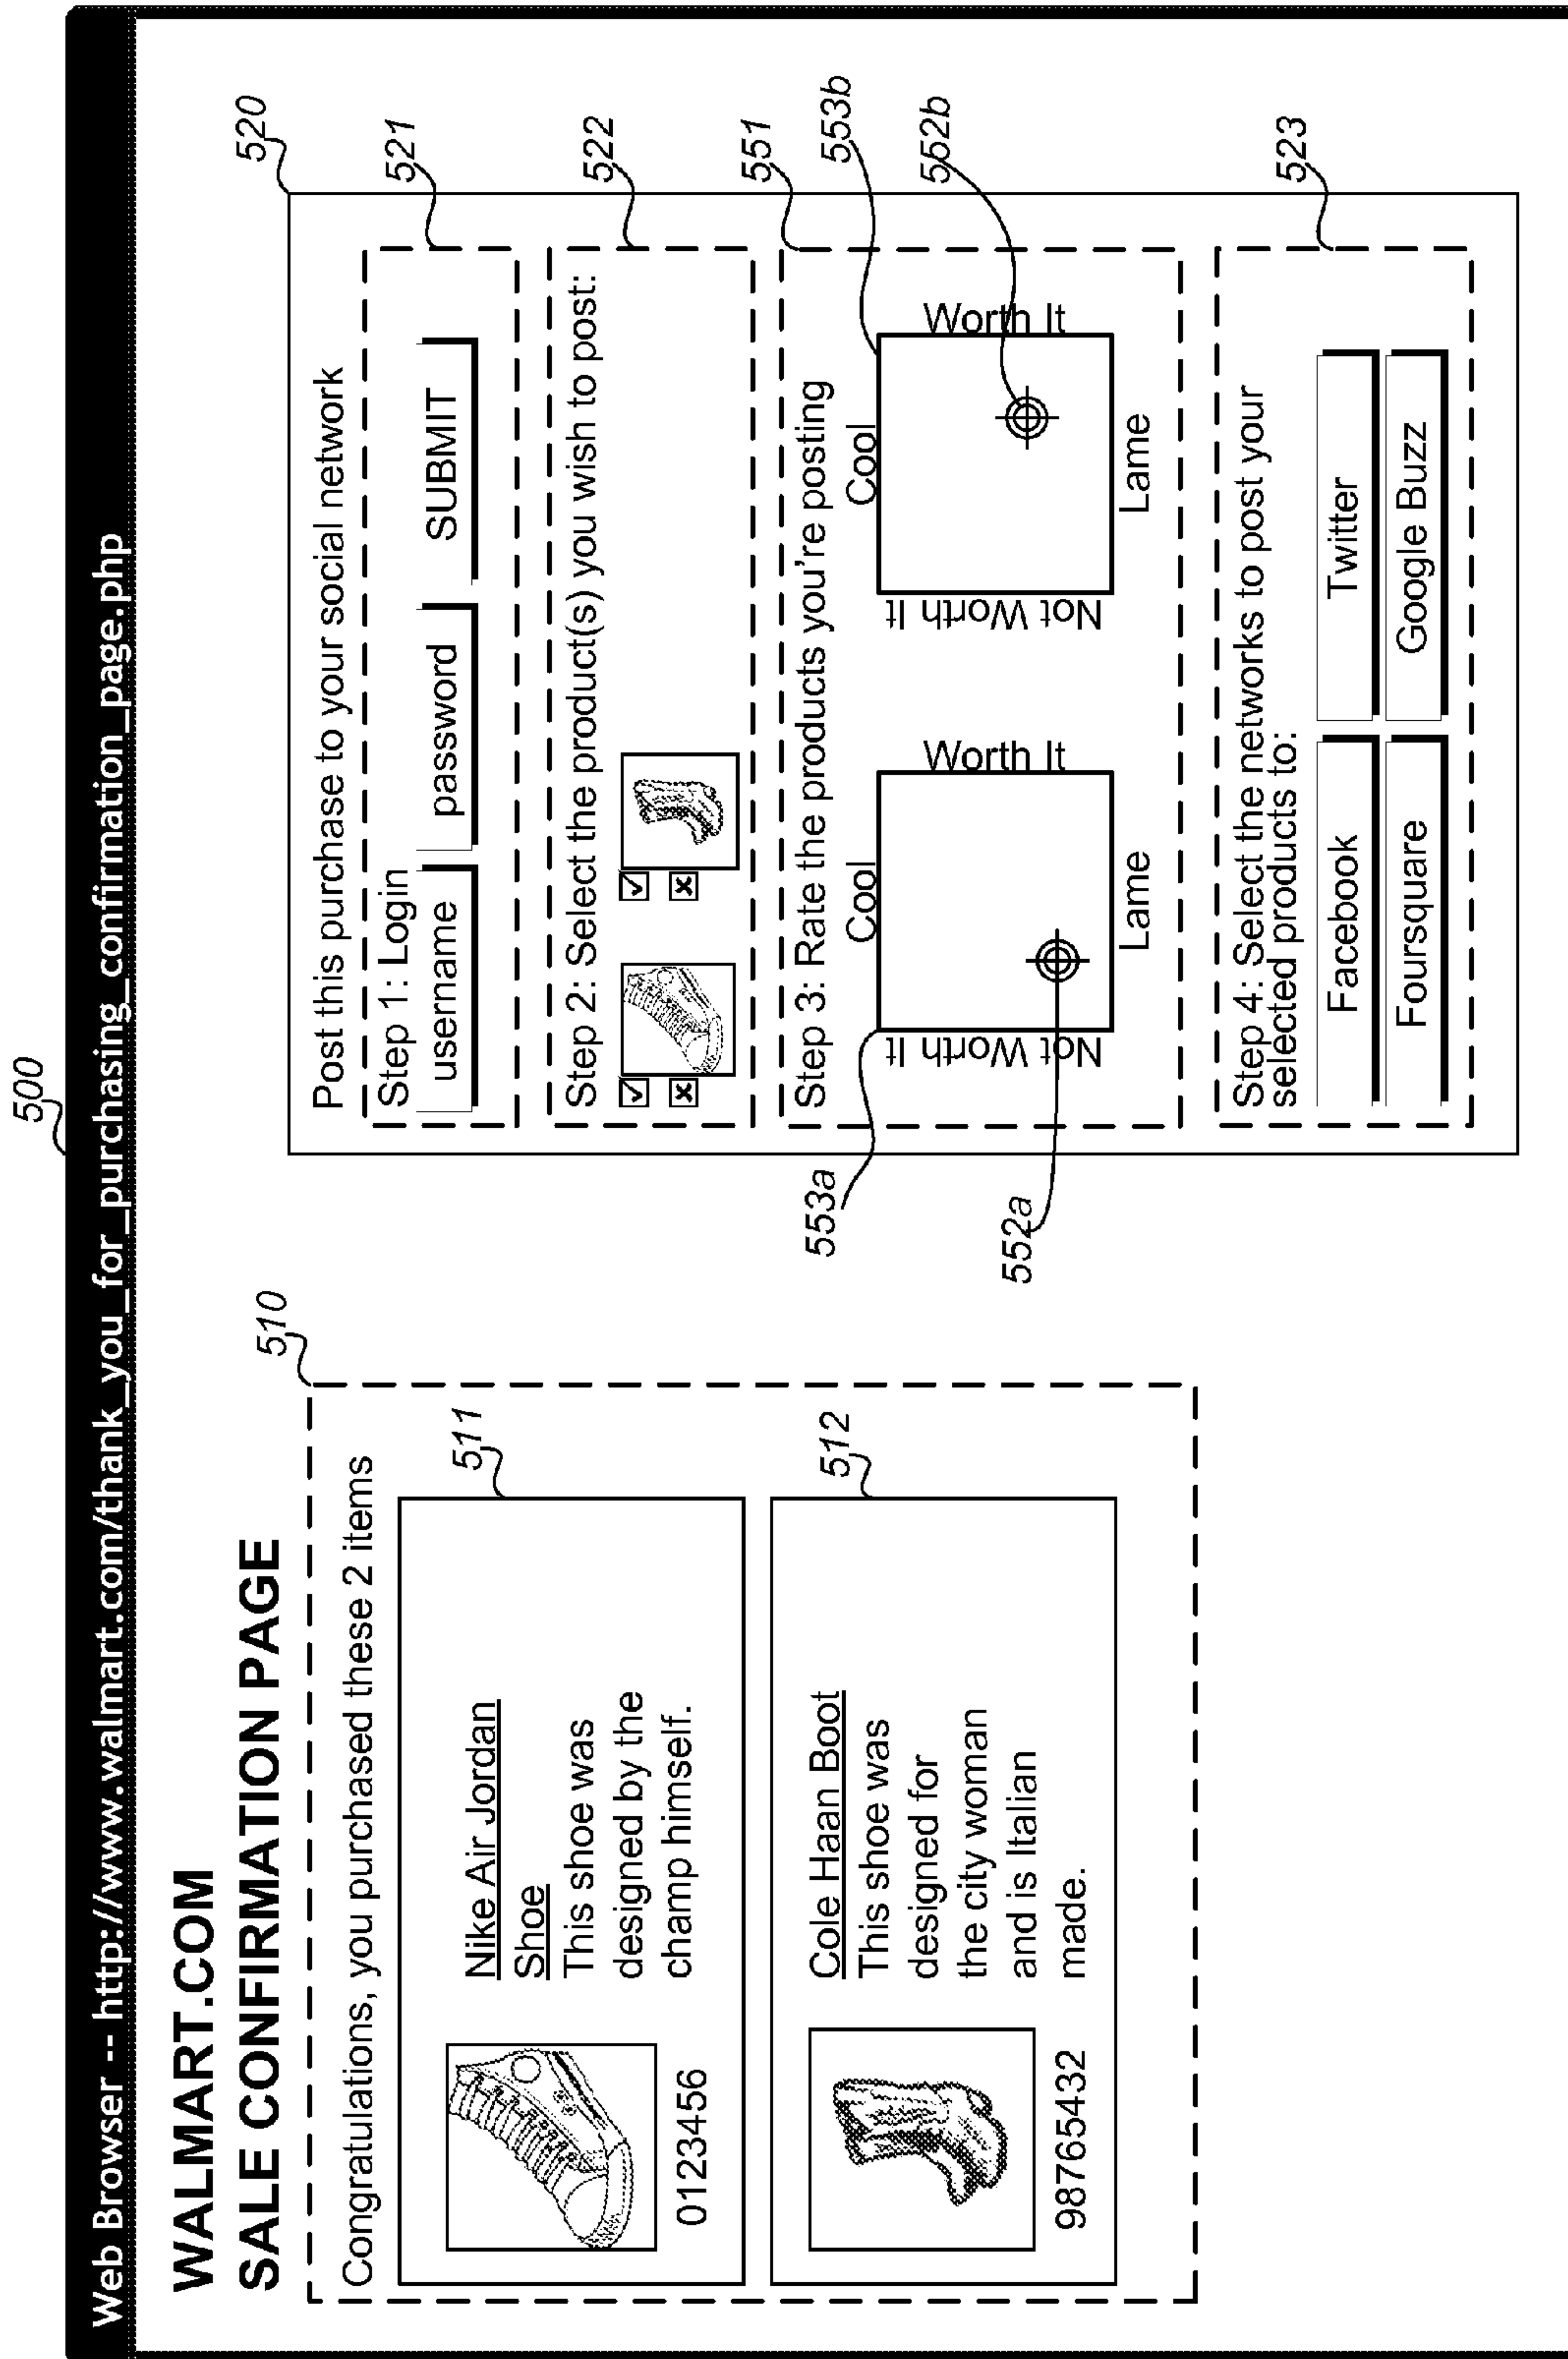 500
Web Browser -- http://www.walmart.com/thank_you_for_purchasing_confirmation_page.php
WALMART.COM
SALE CONFIRMATION PAGE
510
Congratulations, you purchased these 2 items
511
Nike Air Jordan
Shoe
This shoe was
designed by the
champ himself.
0123456
512
Cole Haan Boot
This shoe was
designed for
the city woman
and is Italian
made.
98765432
520
Post this purchase to your social network
521
Step 1: Login
username
password
SUBMIT
522
Step 2: Select the product(s) you wish to post:
551
Step 3: Rate the products you're posting
553a
Cool
Not Worth It
Worth It
Lame
552a
553b
Cool
Not Worth It
Worth It
Lame
552b
523
Step 4: Select the networks to post your
selected products to:
Facebook
Twitter
Foursquare
Google Buzz